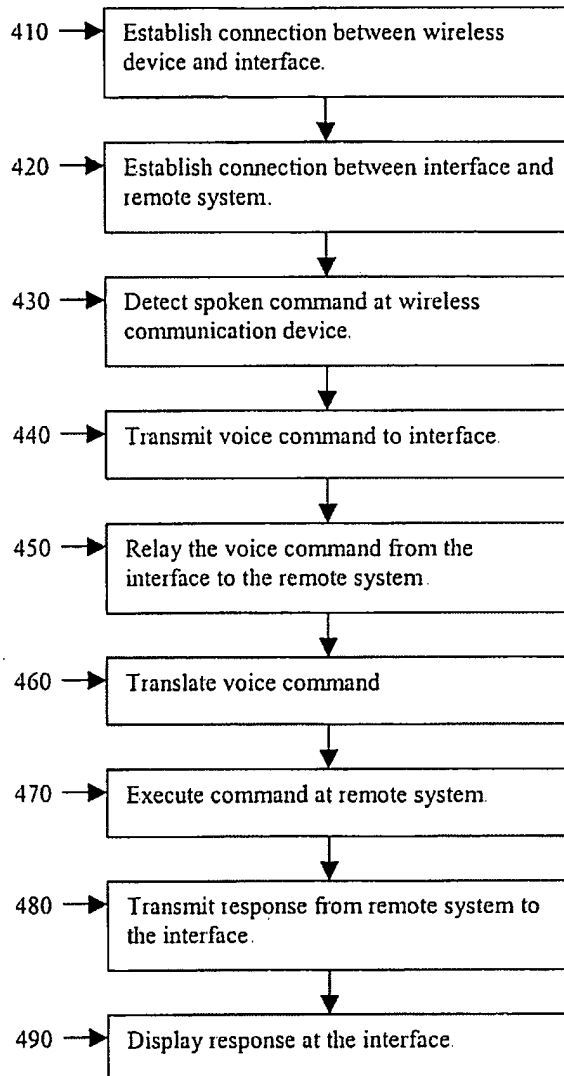 410 Establish connection between wireless
device and interface.
420 Establish connection between interface and
remote system.
430 Detect spoken command at wireless
communication device.
440 Transmit voice command to interface.
450 Relay the voice command from the
interface to the remote system.
460 Translate voice command
470 Execute command at remote system.
480 Transmit response from remote system to
the interface.
490 Display response at the interface.